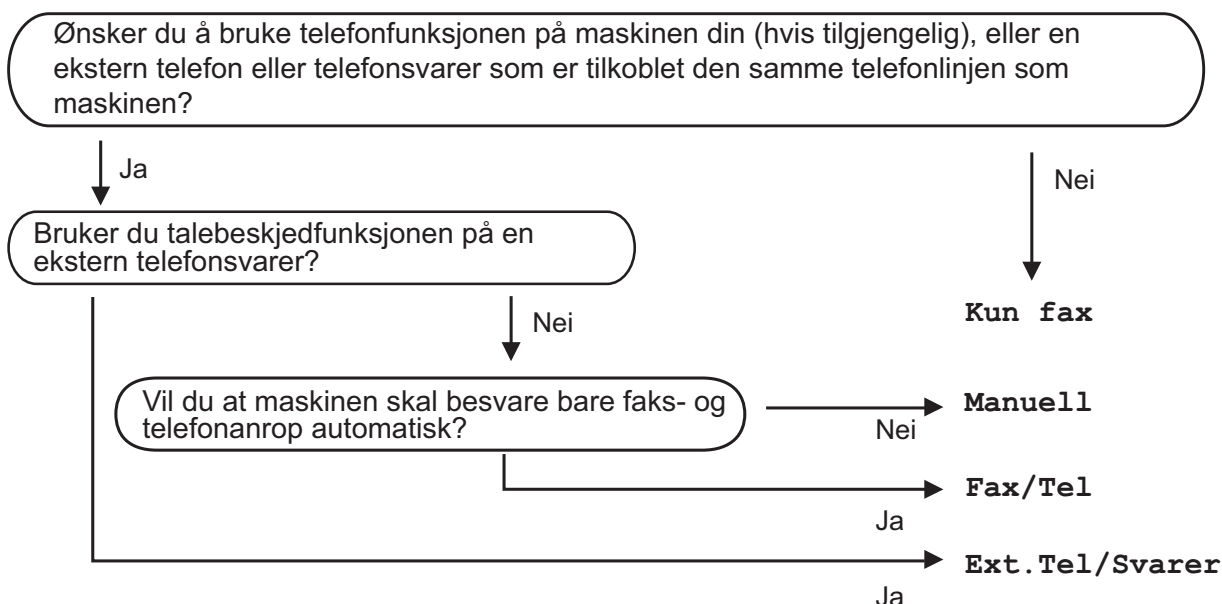 Ønsker du å bruke telefonfunksjonen på maskinen din (hvis tilgjengelig), eller en
ekstern telefon eller telefonsvarer som er tilkoblet den samme telefonlinjen som
maskinen?
Ja
Nei
Bruker du talebeskjedfunksjonen på en
ekstern telefonsvarer?
Kun fax
Nei
Vil du at maskinen skal besvare bare faks- og
telefonanrop automatisk?
Manuell
Nei
Fax/Tel
Ja
Ext.Tel/Svarer
Ja